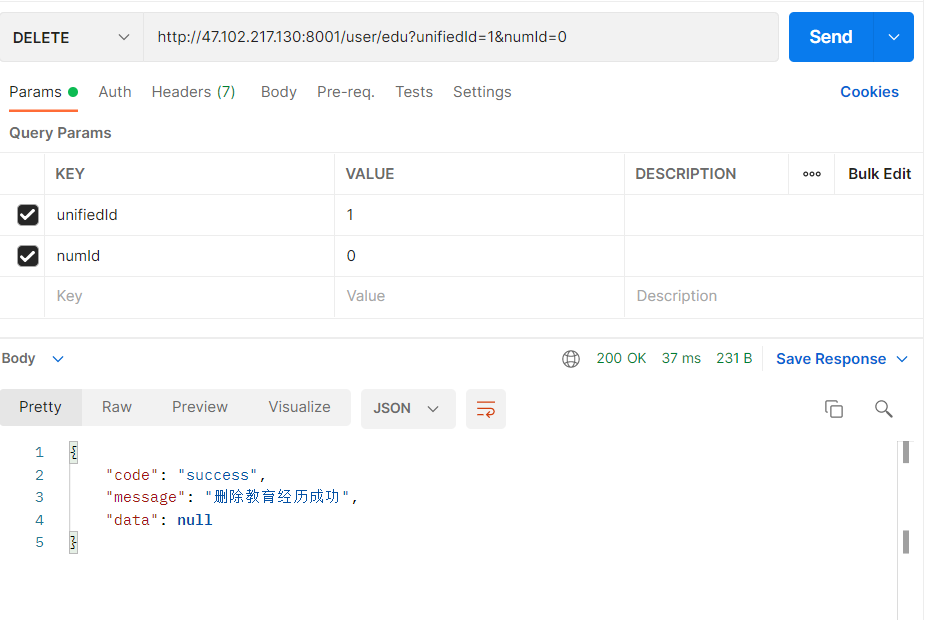 DELETE http://47.102.217.130:8001/user/edu?unifiedId=1&numId=0 Send
Params Auth Headers (7) Body Pre-req. Tests Settings Cookies
Query Params
KEY VALUE DESCRIPTION ooo Bulk Edit
unifiedId 1
numId 0
Key Value Description
Body 200 OK 37 ms 231 B Save Response
Pretty Raw Preview Visualize JSON
1 {
2 "code": "success",
3 "message": "删除教育经历成功",
4 "data": null
5 }